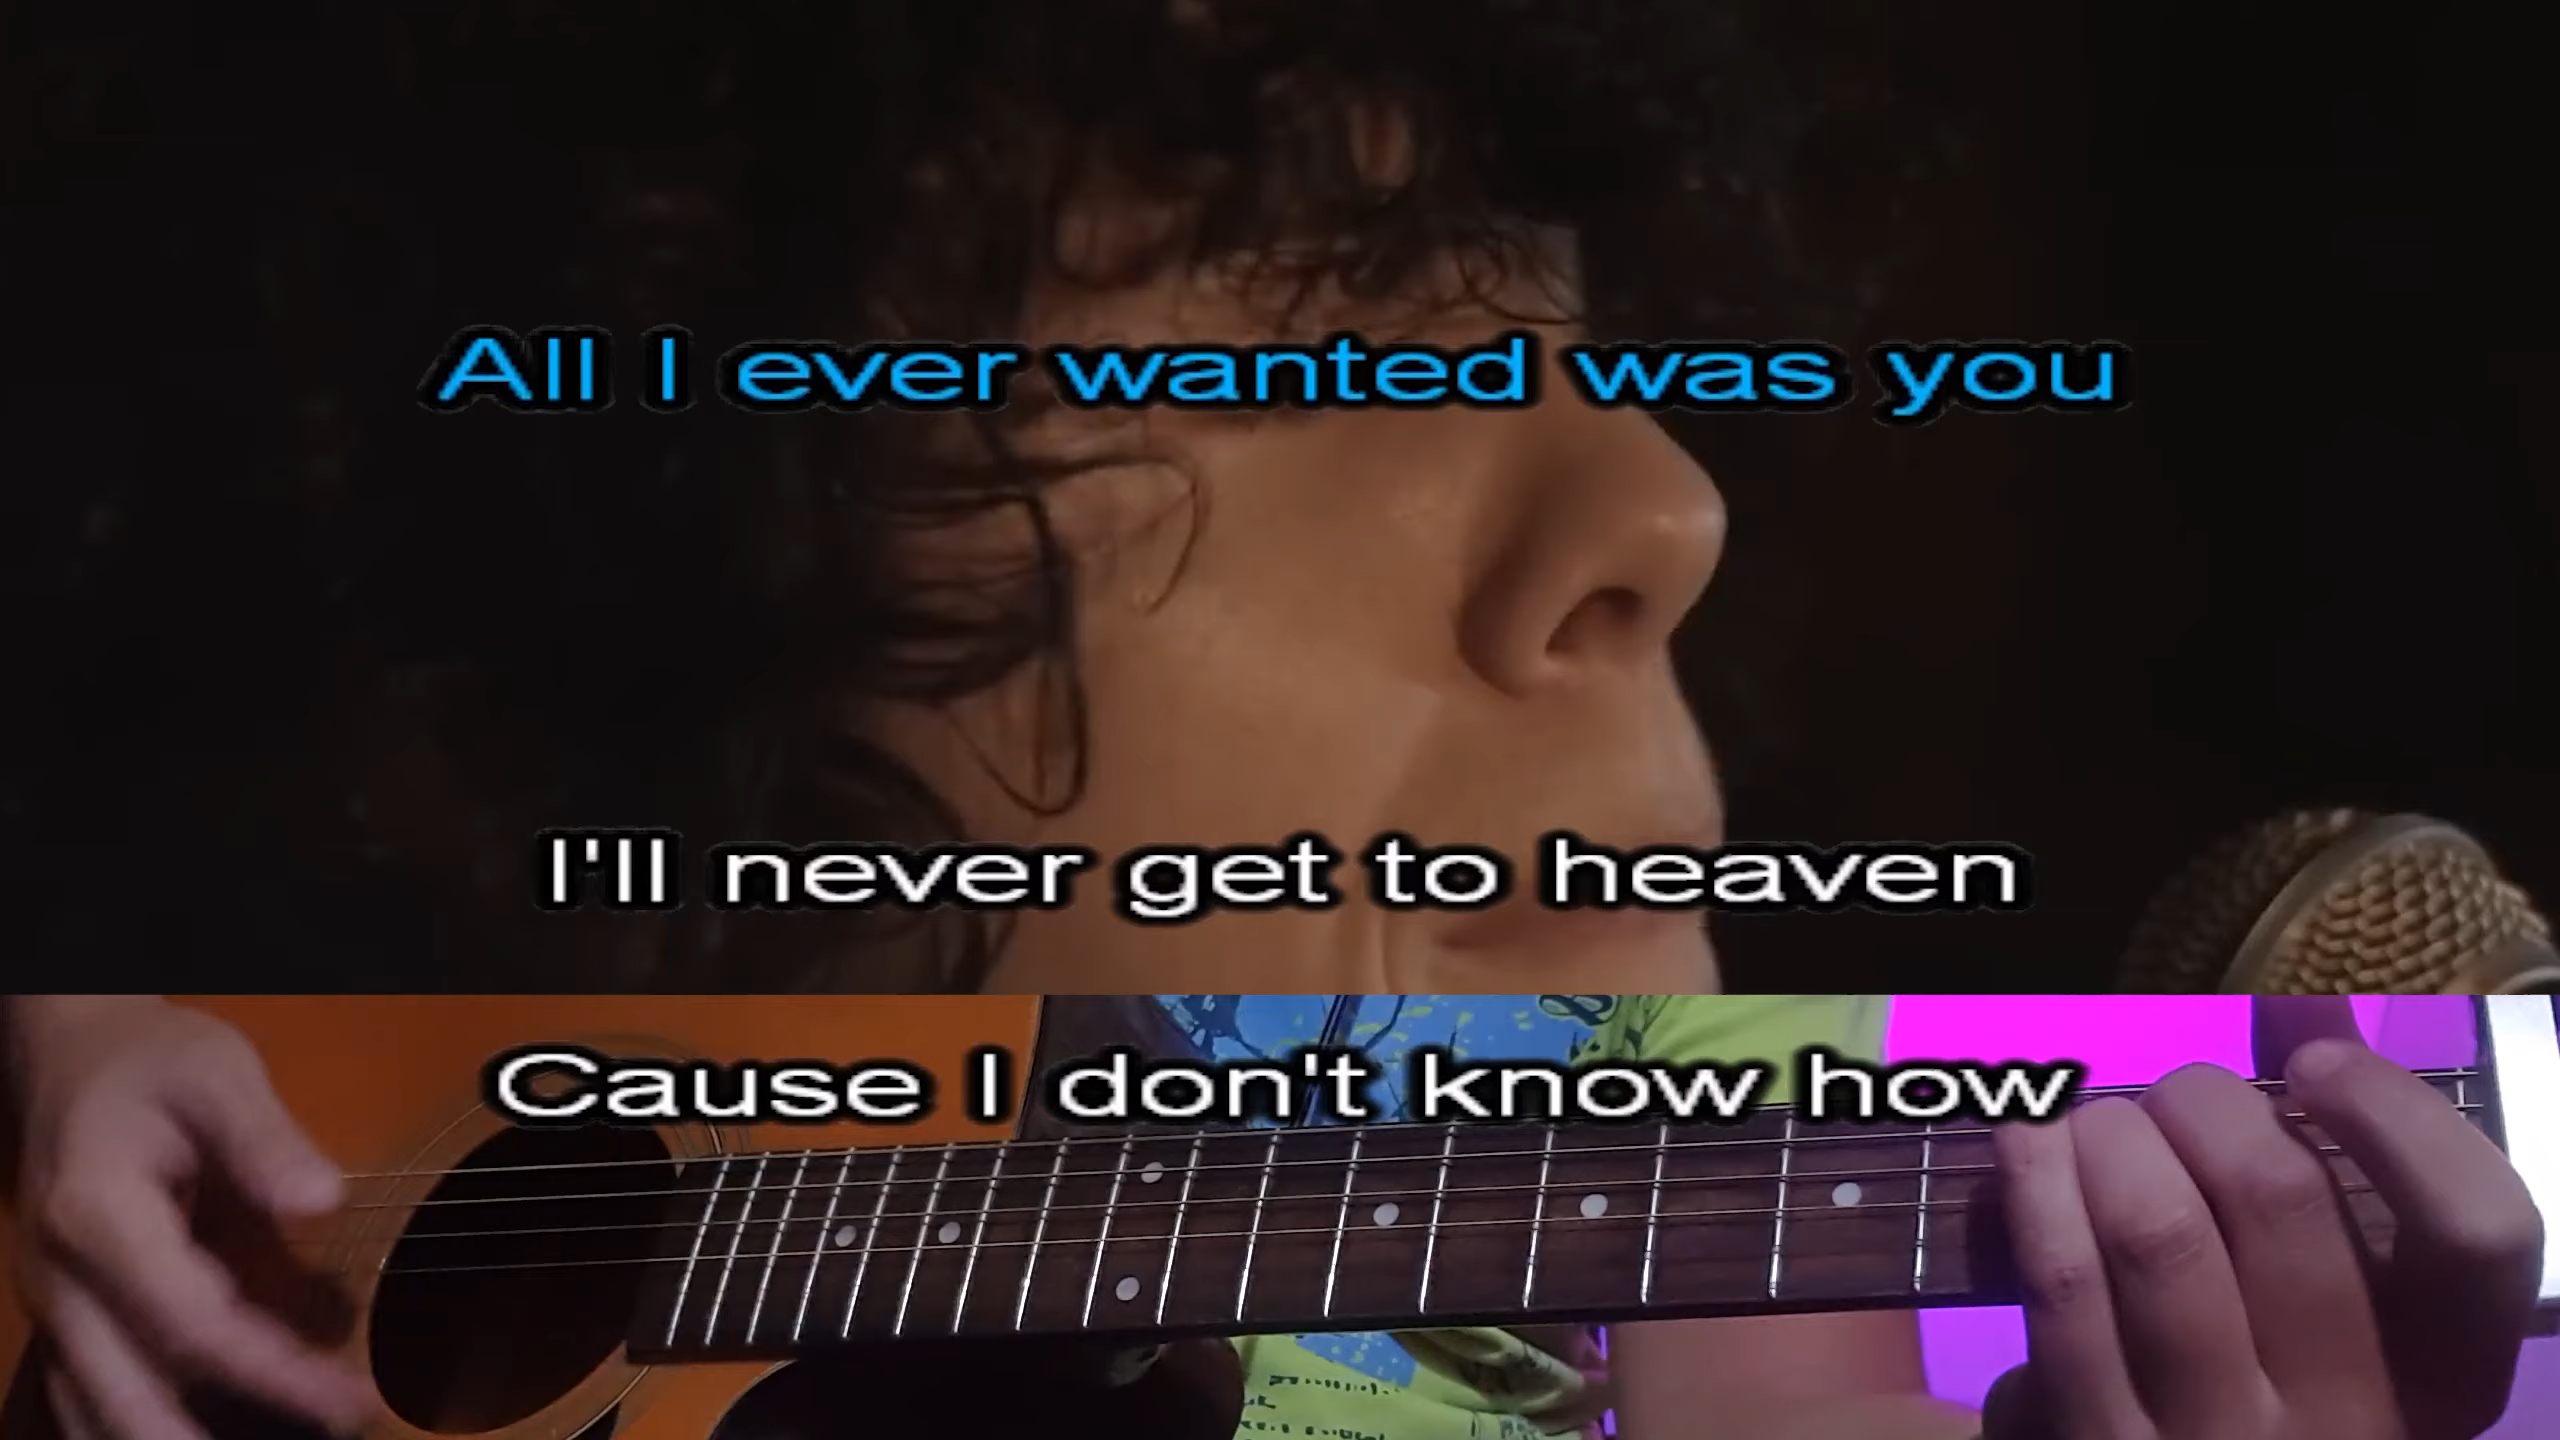 All I ever wanted was you
I'll never get to heaven
Cause I don't know how